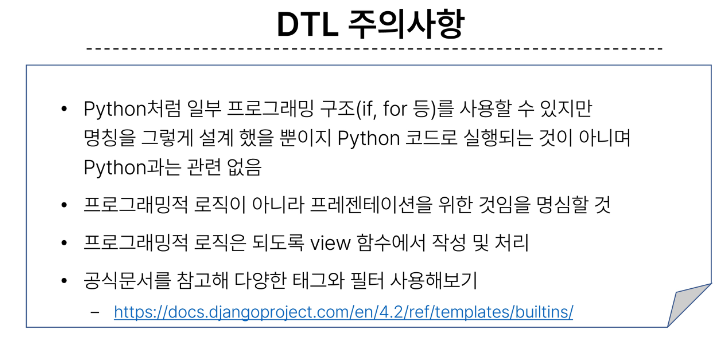 DTL 주의사항
• Python처럼 일부 프로그래밍 구조(if, for 등)를 사용할 수 있지만
명칭을 그렇게 설계 했을 뿐이지 Python 코드로 실행되는 것이 아니며
Python과는 관련 없음
• 프로그래밍적 로직이 아니라 프레젠테이션을 위한 것임을 명심할 것
• 프로그래밍적 로직은 되도록 view 함수에서 작성 및 처리
• 공식문서를 참고해 다양한 태그와 필터 사용해보기
– https://docs.djangoproject.com/en/4.2/ref/templates/builtins/